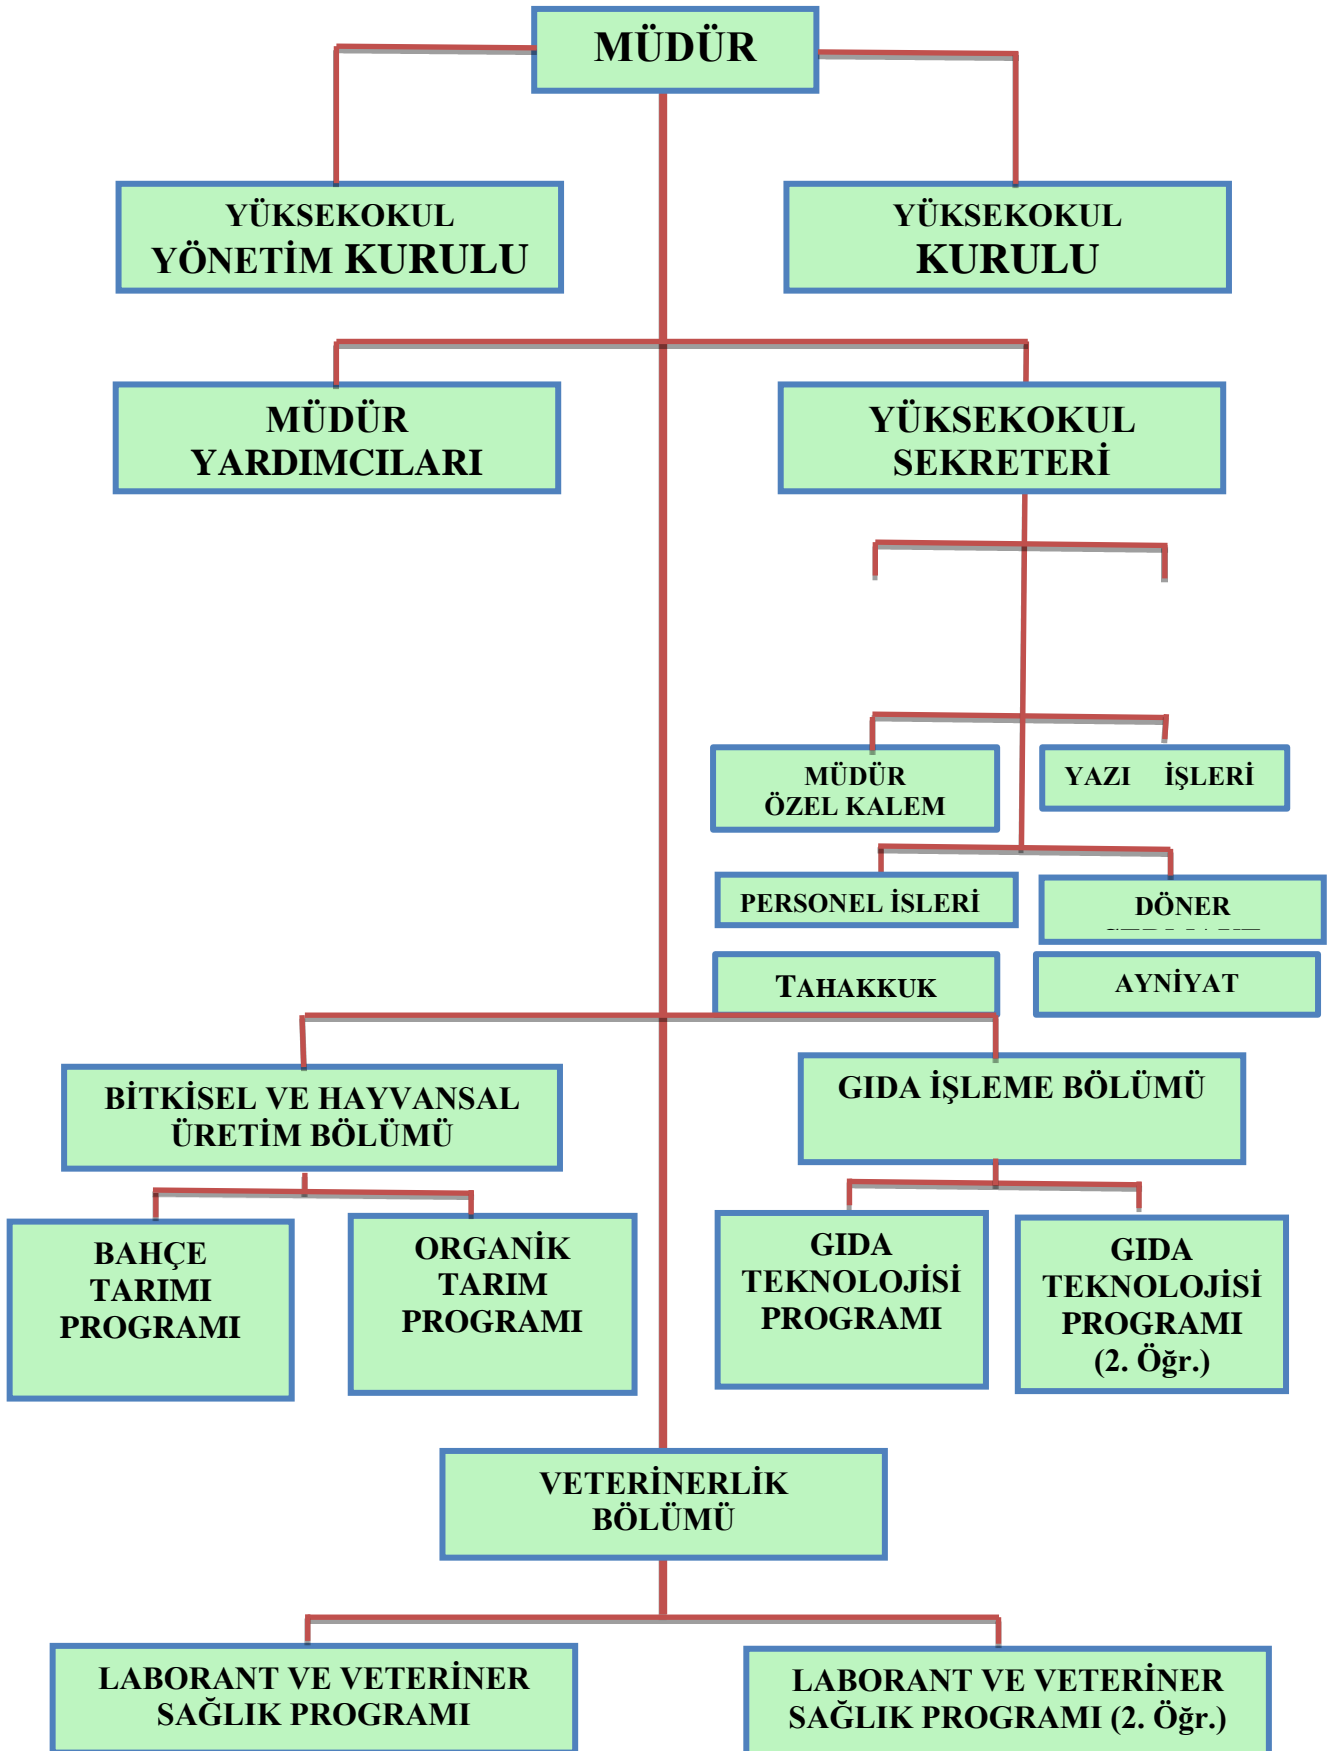 MÜDÜR
YÜKSEKOKUL
YÖNETİM KURULU
YÜKSEKOKUL
KURULU
MÜDÜR
YARDIMCILARI
YÜKSEKOKUL
SEKRETERİ
MÜDÜR
ÖZEL KALEM
YAZI İŞLERİ
PERSONEL İSLERİ
DÖNER
TAHAKKUK
AYNİYAT
BİTKİSEL VE HAYVANSAL
ÜRETİM BÖLÜMÜ
GIDA İŞLEME BÖLÜMÜ
BAHÇE
TARIMI
PROGRAMI
ORGANİK
TARIM
PROGRAMI
GIDA
TEKNOLOJİSİ
PROGRAMI
GIDA
TEKNOLOJİSİ
PROGRAMI
(2. Öğr.)
VETERİNERLİK
BÖLÜMÜ
LABORANT VE VETERİNER
SAĞLIK PROGRAMI
LABORANT VE VETERİNER
SAĞLIK PROGRAMI (2. Öğr.)